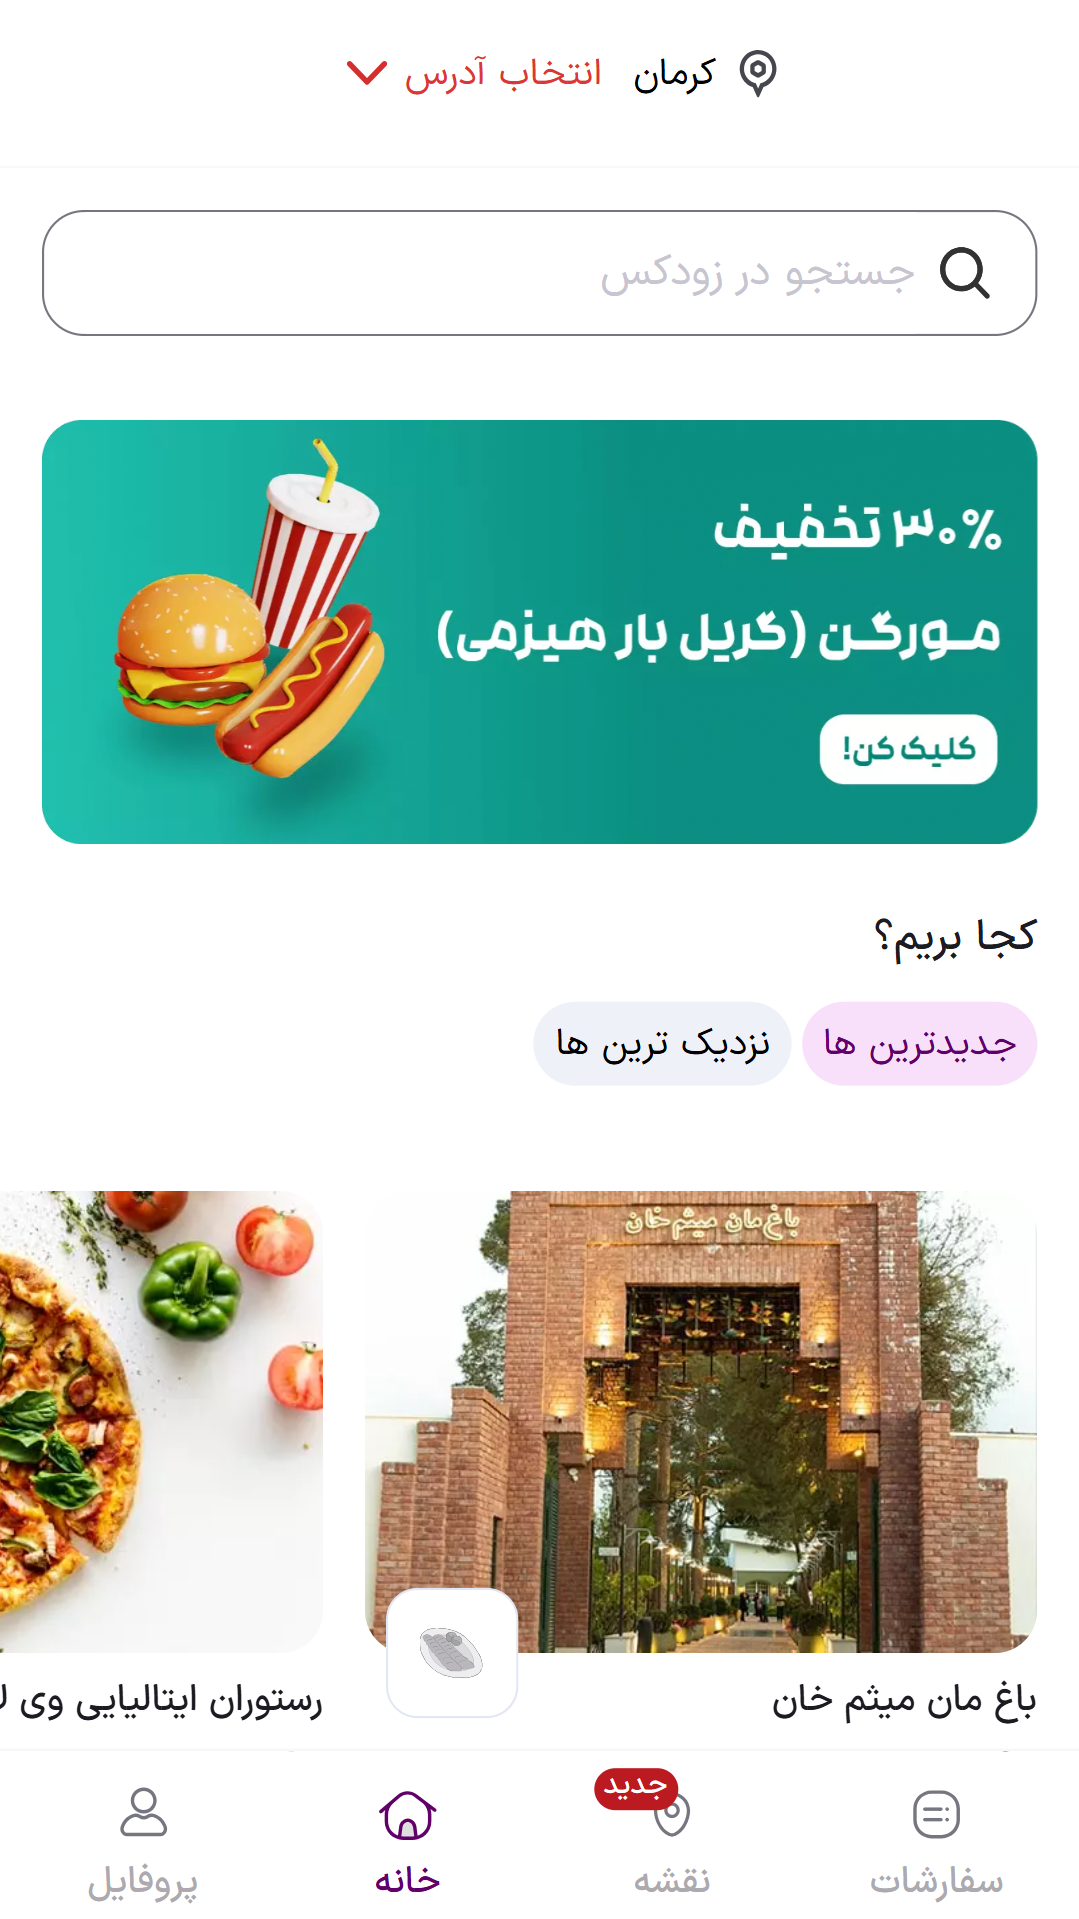 کرمان انتخاب آدرس
جستجو در زودکس
۳۰% تخفیف
مـورگـن (گریل بار هیزمی)
کلیک کن!
کجا بریم؟
جدیدترین ها نزدیک ترین ها
باغ مان میثم خان
باغ مان میثم خان
رستوران ایتالیایی وی
جدید
سفارشات
نقشه
خانه
پروفایل